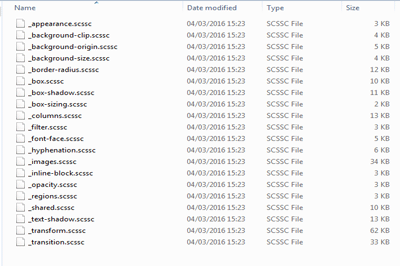 Name Date modified Type Size
_appearance.scssc 04/03/2016 15:23 SCSSC File 3 KB
_background-clip.scssc 04/03/2016 15:23 SCSSC File 4 KB
_background-origin.scssc 04/03/2016 15:23 SCSSC File 5 KB
_background-size.scssc 04/03/2016 15:23 SCSSC File 4 KB
_border-radius.scssc 04/03/2016 15:23 SCSSC File 12 KB
_box.scssc 04/03/2016 15:23 SCSSC File 10 KB
_box-shadow.scssc 04/03/2016 15:23 SCSSC File 11 KB
_box-sizing.scssc 04/03/2016 15:23 SCSSC File 2 KB
_columns.scssc 04/03/2016 15:23 SCSSC File 13 KB
_filter.scssc 04/03/2016 15:23 SCSSC File 3 KB
_font-face.scssc 04/03/2016 15:23 SCSSC File 5 KB
_hyphenation.scssc 04/03/2016 15:23 SCSSC File 6 KB
_images.scssc 04/03/2016 15:23 SCSSC File 34 KB
_inline-block.scssc 04/03/2016 15:23 SCSSC File 3 KB
_opacity.scssc 04/03/2016 15:23 SCSSC File 3 KB
_regions.scssc 04/03/2016 15:23 SCSSC File 3 KB
_shared.scssc 04/03/2016 15:23 SCSSC File 10 KB
_text-shadow.scssc 04/03/2016 15:23 SCSSC File 13 KB
_transform.scssc 04/03/2016 15:23 SCSSC File 62 KB
_transition.scssc 04/03/2016 15:23 SCSSC File 33 KB